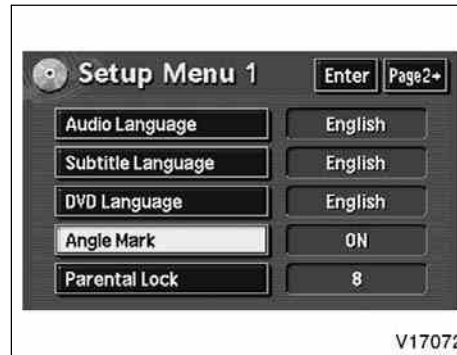 Setup Menu 1 Enter Page2→
Audio Language English
Subtitle Language English
DVD Language English
Angle Mark ON
Parental Lock 8
V17072